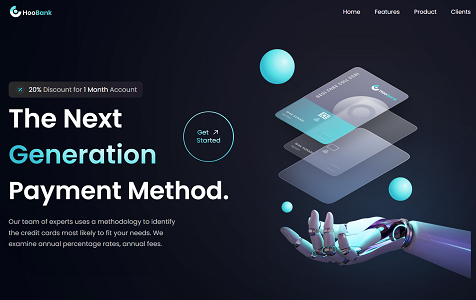 HooBank
Home Features Product Clients
20% Discount for 1 Month Account
The Next
Generation
Payment Method.
Get
Started
Our team of experts uses a methodology to identify
the credit cards most likely to fit your needs. We
examine annual percentage rates, annual fees.
HooBank